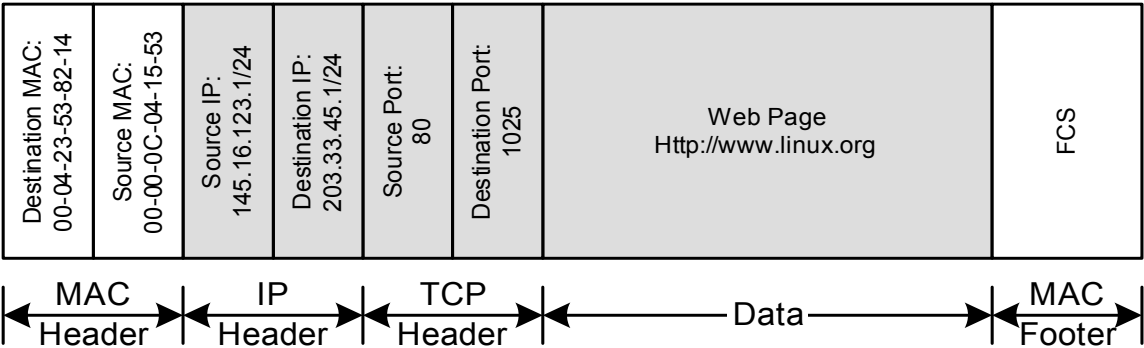 Destination MAC:
00-04-23-53-82-14
Source MAC:
00-00-0C-04-15-53
Source IP:
145.16.123.1/24
Destination IP:
203.33.45.1/24
Source Port:
80
Destination Port:
1025
Web Page
Http://www.linux.org
FCS
MAC
Header
IP
Header
TCP
Header
Data
MAC
Footer